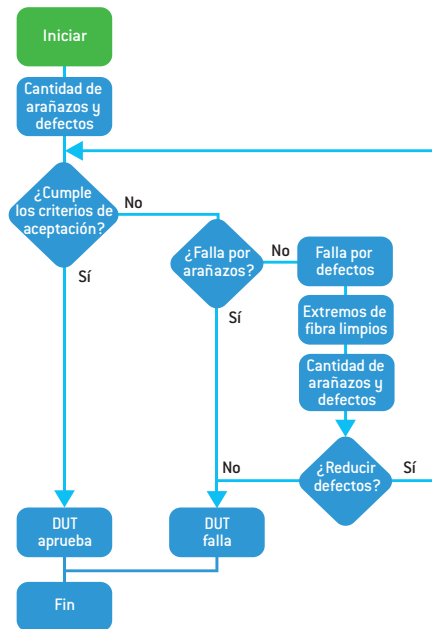 Iniciar
Cantidad de
arañazos y
defectos
¿Cumple
los criterios de
aceptación?
No
Sí
¿Falla por
arañazos?
No
Sí
Falla por
defectos
Extremos de
fibra limpios
Cantidad de
arañazos y
defectos
¿Reducir
defectos?
No
Sí
DUT
aprueba
DUT
falla
Fin